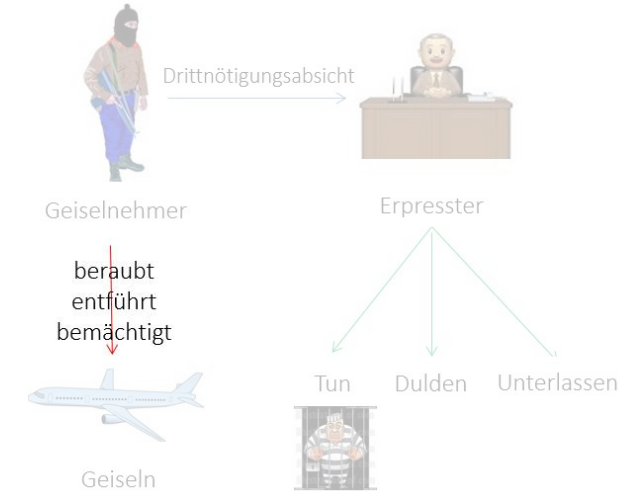 Drittnötigungsabsicht
Geiselnehmer
Erpresster
beraubt
entführt
bemächtigt
Tun
Dulden
Unterlassen
Geiseln